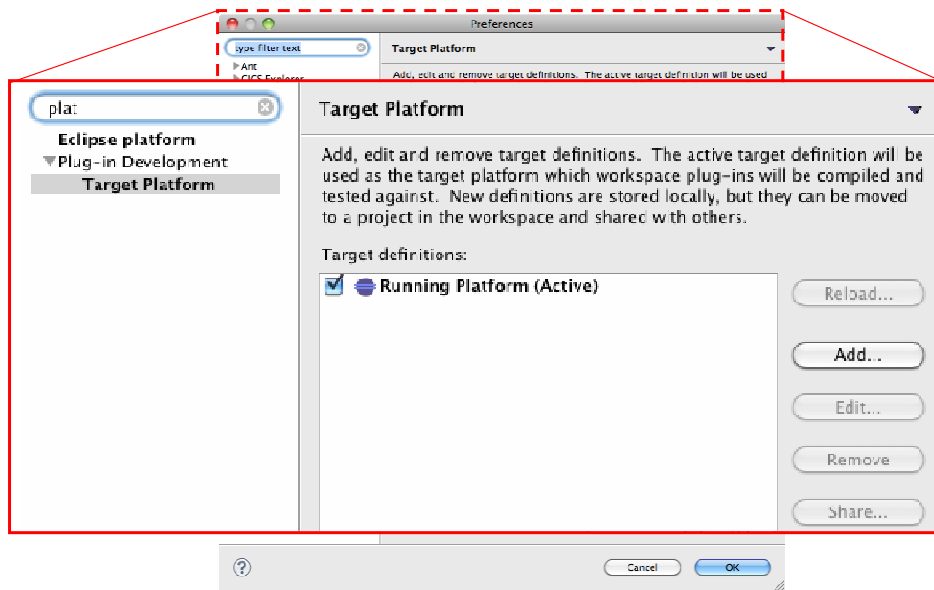 Preferences
type filter text
Target Platform
Ant
CICS Explorer
Add, edit and remove target definitions. The active target definition will be used
plat
Target Platform
Eclipse platform
Plug-in Development
Target Platform
Add, edit and remove target definitions. The active target definition will be
used as the target platform which workspace plug-ins will be compiled and
tested against. New definitions are stored locally, but they can be moved
to a project in the workspace and shared with others.
Target definitions:
Running Platform (Active)
Reload...
Add...
Edit...
Remove
Share...
?
Cancel
OK